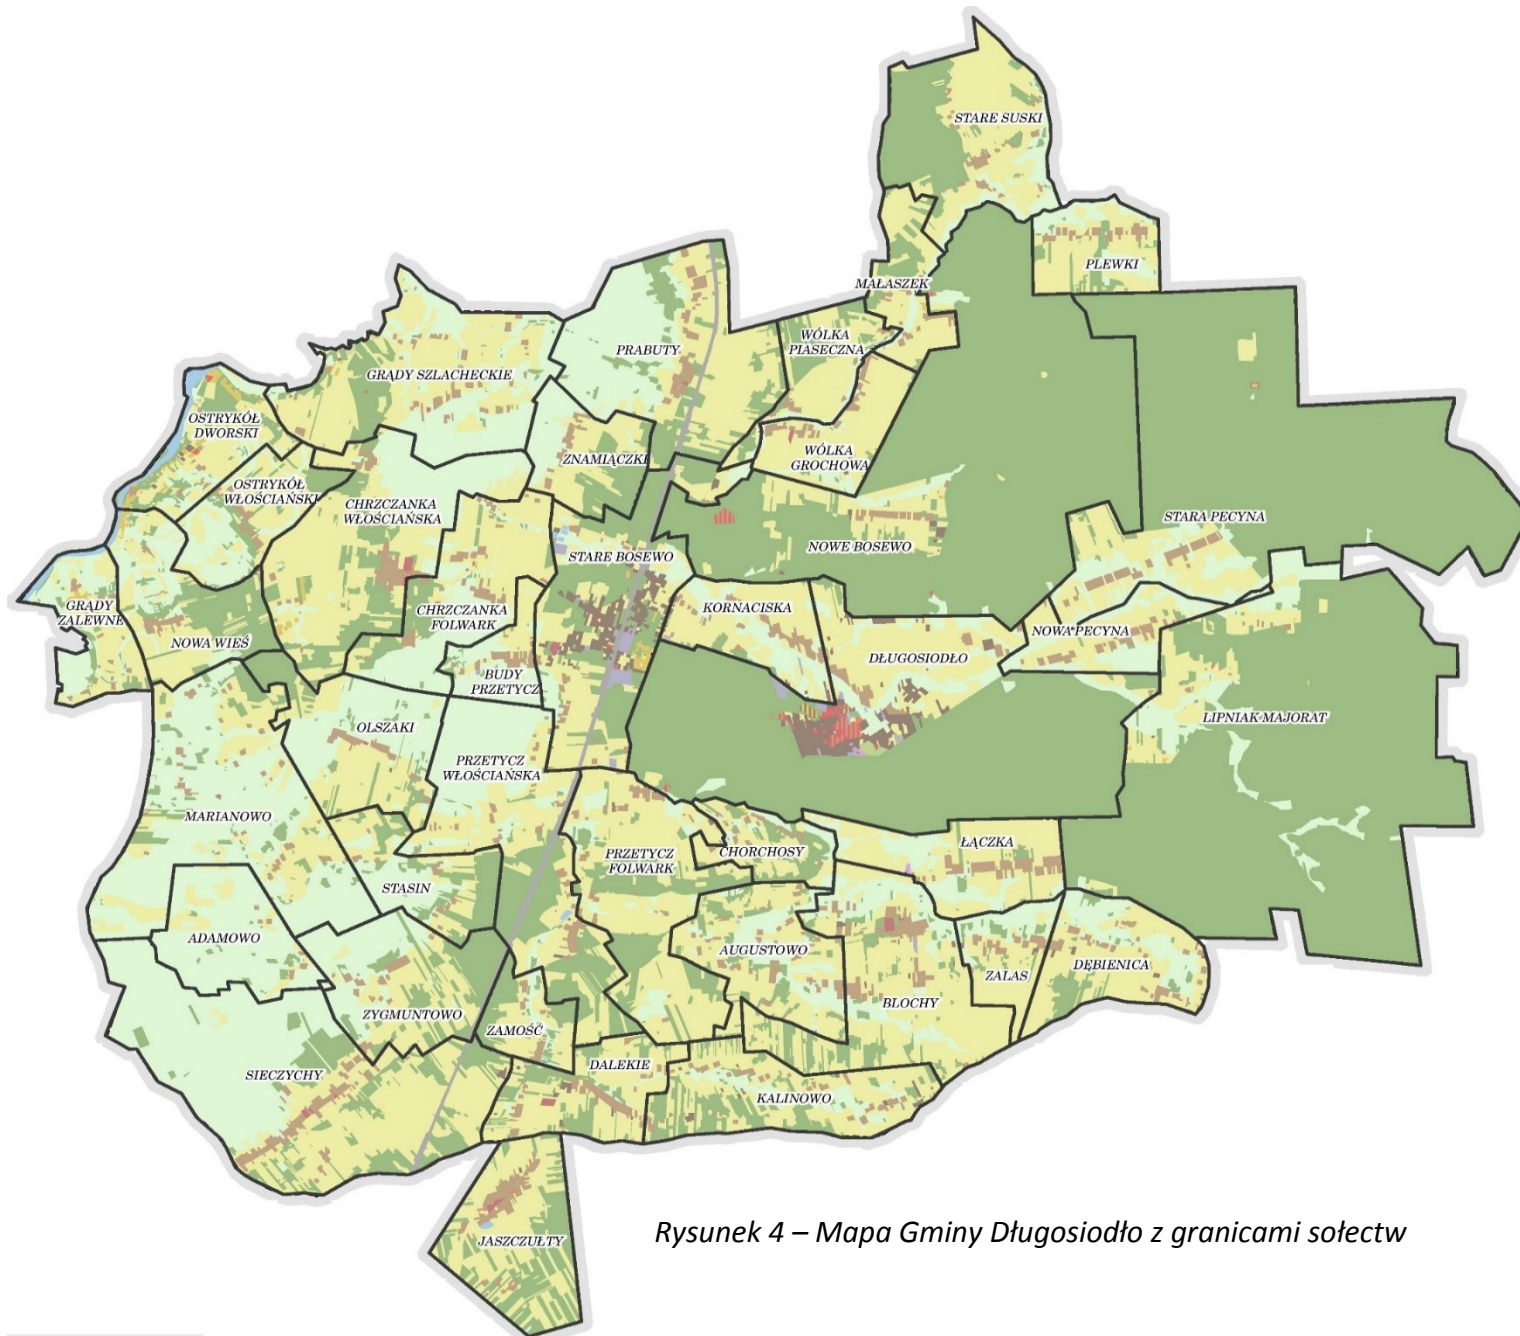 STARE SUSKI
PLEWKI
MAŁASZEK
WÓLKA
PIASECZNA
PRABUTY
GRĄDY SZLACHECKIE
OSTRYKÓŁ
DWORSKI
ZNAMIĄCZKI
WÓLKA
GROCHOWA
OSTRYKÓŁ
WŁOŚCIAŃSKI
CHRZCZANKA
WŁOŚCIAŃSKA
STARA PECYNA
NOWE BOSEWO
STARE BOSEWO
GRĄDY
ZALEWNE
CHRZCZANKA
FOLWARK
KORNACISKA
NOWA PECYNA
NOWA WIEŚ
DŁUGOSIODŁO
BUDY
PRZETYCZ
LIPNIAK MAJORAT
OLSZAKI
PRZETYCZ
WŁOŚCIAŃSKA
MARIANOWO
ŁĄCZKA
PRZETYCZ
FOLWARK
CHORCHOSY
STASIN
ADAMOWO
AUGUSTOWO
DĘBIENICA
ZALAS
BLOCHY
ZYGMUNTOWO
ZAMOŚĆ
DALEKIE
SIECZYCHY
KALINOWO
JASZCZUŁTY
Rysunek 4 – Mapa Gminy Długosiodło z granicami sołectw